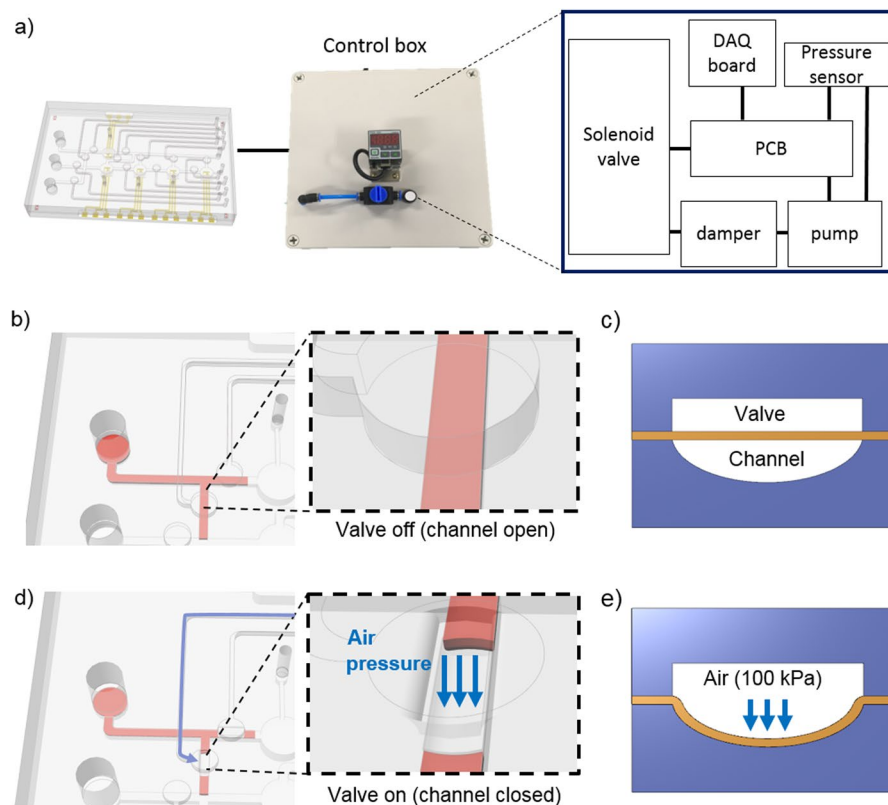 a)
Control box
DAQ
board
Pressure
sensor
Solenoid
valve
PCB
damper
pump
b)
Valve off (channel open)
c)
Valve
Channel
d)
Air
pressure
Valve on (channel closed)
e)
Air (100 kPa)